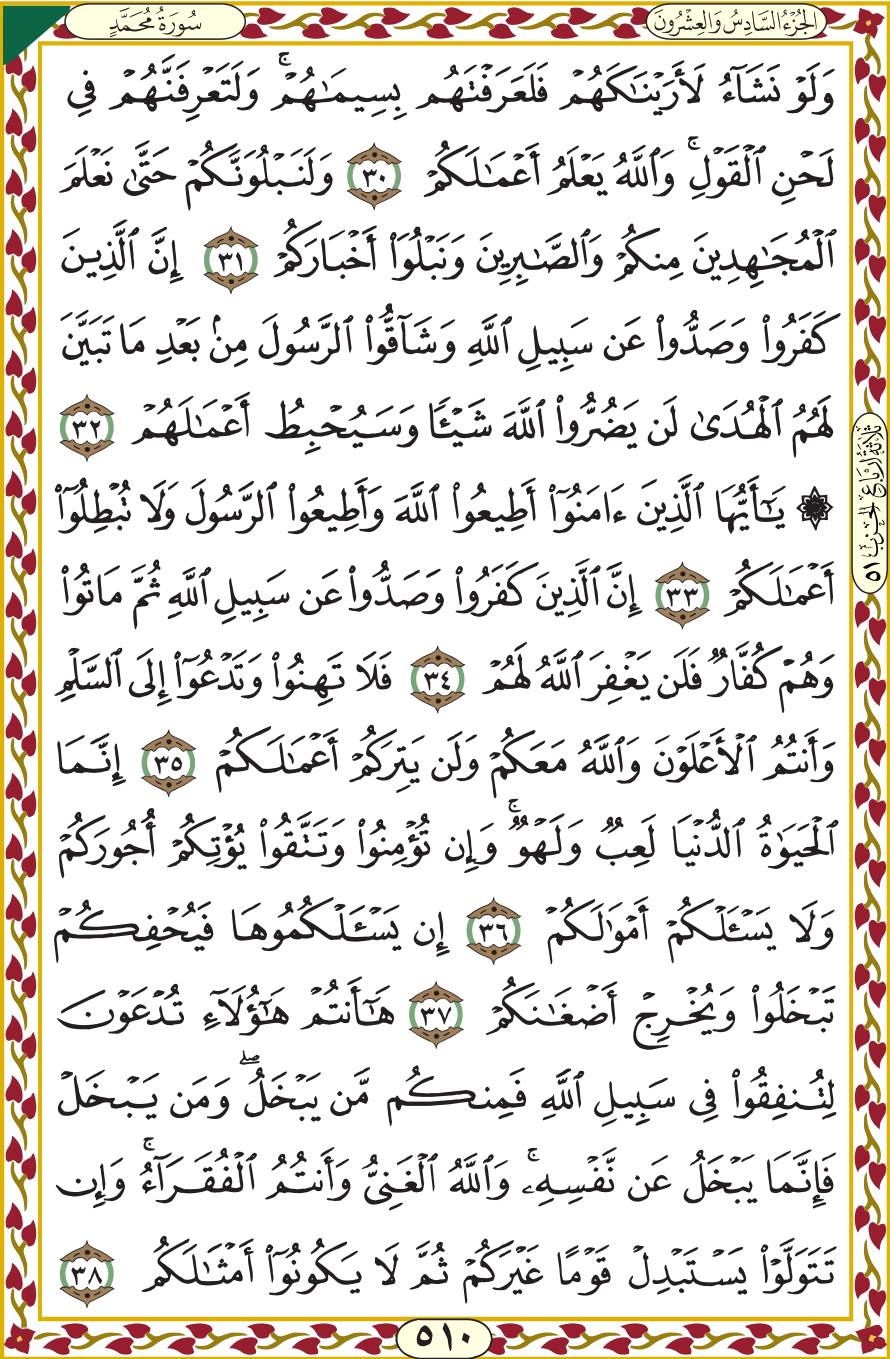 الجُزْءُ السَّادِسُ وَالعِشْرُونَ
سُورَةُ مُحَمَّدٍ
وَلَوْ نَشَآءُ لَأَرَيْنَٰكَهُمْ فَلَعَرَفْتَهُم بِسِيمَٰهُمْ ۚ وَلَتَعْرِفَنَّهُمْ فِي
لَحْنِ ٱلْقَوْلِ ۚ وَٱللَّهُ يَعْلَمُ أَعْمَٰلَكُمْ ٣٠ وَلَنَبْلُوَنَّكُمْ حَتَّىٰ نَعْلَمَ
ٱلْمُجَٰهِدِينَ مِنكُمْ وَٱلصَّٰبِرِينَ وَنَبْلُوَا۟ أَخْبَارَكُمْ ٣١ إِنَّ ٱلَّذِينَ
كَفَرُوا۟ وَصَدُّوا۟ عَن سَبِيلِ ٱللَّهِ وَشَآقُّوا۟ ٱلرَّسُولَ مِنۢ بَعْدِ مَا تَبَيَّنَ
لَهُمُ ٱلْهُدَىٰ لَن يَضُرُّوا۟ ٱللَّهَ شَيْـًٔا وَسَيُحْبِطُ أَعْمَٰلَهُمْ ٣٢
۞ يَٰٓأَيُّهَا ٱلَّذِينَ ءَامَنُوٓا۟ أَطِيعُوا۟ ٱللَّهَ وَأَطِيعُوا۟ ٱلرَّسُولَ وَلَا تُبْطِلُوٓا۟
أَعْمَٰلَكُمْ ٣٣ إِنَّ ٱلَّذِينَ كَفَرُوا۟ وَصَدُّوا۟ عَن سَبِيلِ ٱللَّهِ ثُمَّ مَاتُوا۟
وَهُمْ كُفَّارٌ فَلَن يَغْفِرَ ٱللَّهُ لَهُمْ ٣٤ فَلَا تَهِنُوا۟ وَتَدْعُوٓا۟ إِلَى ٱلسَّلْمِ
وَأَنتُمُ ٱلْأَعْلَوْنَ وَٱللَّهُ مَعَكُمْ وَلَن يَتِرَكُمْ أَعْمَٰلَكُمْ ٣٥ إِنَّمَا
ٱلْحَيَوٰةُ ٱلدُّنْيَا لَعِبٌ وَلَهْوٌ ۚ وَإِن تُؤْمِنُوا۟ وَتَتَّقُوا۟ يُؤْتِكُمْ أُجُورَكُمْ
وَلَا يَسْـَٔلْكُمْ أَمْوَٰلَكُمْ ٣٦ إِن يَسْـَٔلْكُمُوهَا فَيُحْفِكُمْ
تَبْخَلُوا۟ وَيُخْرِجْ أَضْغَٰنَكُمْ ٣٧ هَٰٓأَنتُمْ هَٰٓؤُلَآءِ تُدْعَوْنَ
لِتُنفِقُوا۟ فِي سَبِيلِ ٱللَّهِ فَمِنكُم مَّن يَبْخَلُ ۖ وَمَن يَبْخَلْ
فَإِنَّمَا يَبْخَلُ عَن نَّفْسِهِۦ ۚ وَٱللَّهُ ٱلْغَنِيُّ وَأَنتُمُ ٱلْفُقَرَآءُ ۚ وَإِن
تَتَوَلَّوْا۟ يَسْتَبْدِلْ قَوْمًا غَيْرَكُمْ ثُمَّ لَا يَكُونُوٓا۟ أَمْثَٰلَكُم ٣٨
ثَلَاثَةُ أَرْبَاعِ الحِزْبِ ٥١
٥١٠